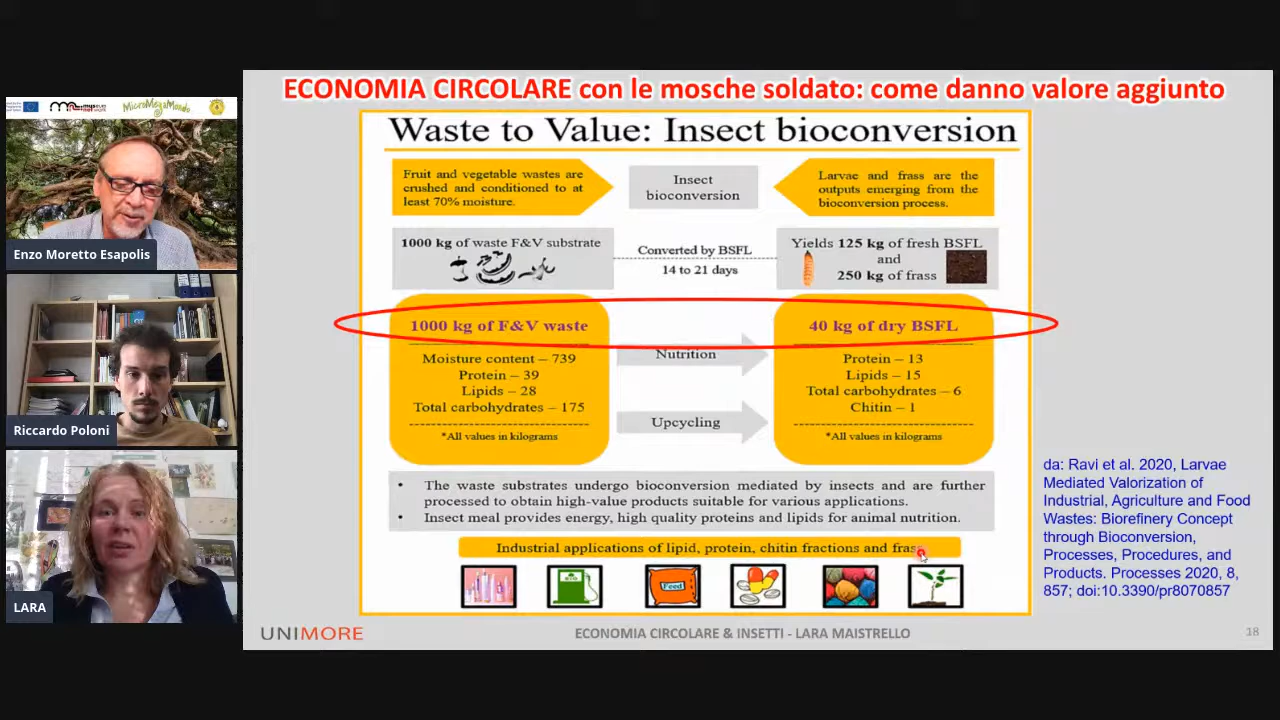 ECONOMIA CIRCOLARE con le mosche soldato: come danno valore aggiunto
Waste to Value: Insect bioconversion
Fruit and vegetable wastes are
crushed and conditioned to at
least 70% moisture.
Insect
bioconversion
Larvae and frass are the
outputs emerging from the
bioconversion process.
1000 kg of waste F&V substrate
Converted by BSFL
14 to 21 days
Yields 125 kg of fresh BSFL
and
250 kg of frass
1000 kg of F&V waste
Moisture content – 739
Protein – 39
Lipids – 28
Total carbohydrates – 175
*All values in kilograms
Nutrition
Upcycling
40 kg of dry BSFL
Protein – 13
Lipids – 15
Total carbohydrates – 6
Chitin – 1
*All values in kilograms
• The waste substrates undergo bioconversion mediated by insects and are further
processed to obtain high-value products suitable for various applications.
• Insect meal provides energy, high quality proteins and lipids for animal nutrition.
Industrial applications of lipid, protein, chitin fractions and frass
Feed
da: Ravi et al. 2020, Larvae
Mediated Valorization of
Industrial, Agriculture and Food
Wastes: Biorefinery Concept
through Bioconversion,
Processes, Procedures, and
Products. Processes 2020, 8,
857; doi:10.3390/pr8070857
UNIMORE
ECONOMIA CIRCOLARE & INSETTI - LARA MAISTRELLO
18
MicroMegaMondo
Enzo Moretto Esapolis
Riccardo Poloni
LARA